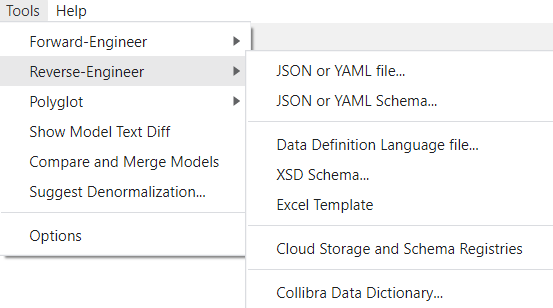 Tools Help
Forward-Engineer
Reverse-Engineer
Polyglot
Show Model Text Diff
Compare and Merge Models
Suggest Denormalization...
Options
JSON or YAML file...
JSON or YAML Schema...
Data Definition Language file...
XSD Schema...
Excel Template
Cloud Storage and Schema Registries
Collibra Data Dictionary...